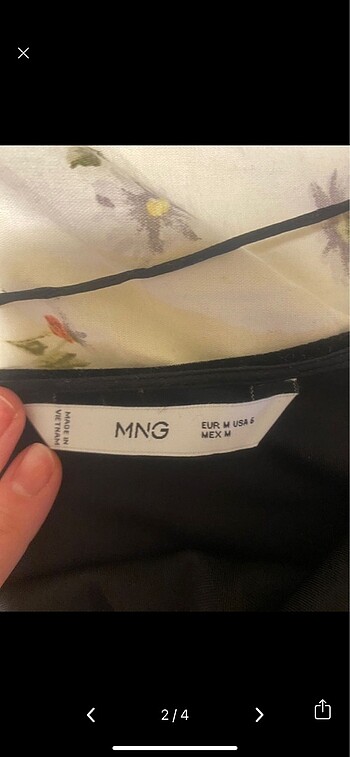 MADE IN
VIETNAM
MNG
EUR M USA 6
MEX M
2/4